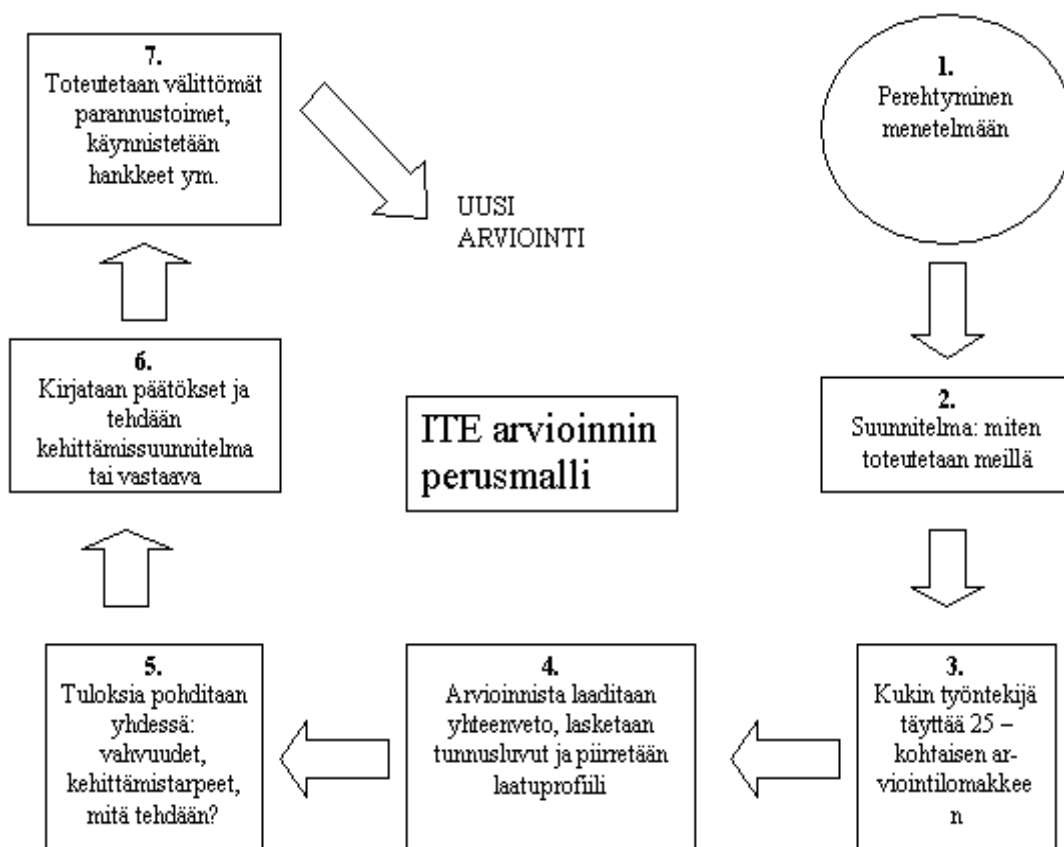 1.
Perehtyminen
menetelmään
2.
Suunnitelma: miten
toteutetaan meillä
3.
Kukin työntekijä
täyttää 25 –
kohtaisen ar-
viointilomakkee
n
4.
Arvioinnista laaditaan
yhteenveto, lasketaan
tunnusluvut ja piirretään
laatuprofiili
5.
Tuloksia pohditaan
yhdessä:
vahvuudet,
kehittämistarpeet,
mitä tehdään?
6.
Kirjataan päätökset ja
tehdään
kehittämissuunnitelma
tai vastaava
7.
Toteutetaan välittömät
parannustoimet,
käynnistetään
hankkeet ym.
UUSI
ARVIOINTI
ITE arvioinnin
perusmalli